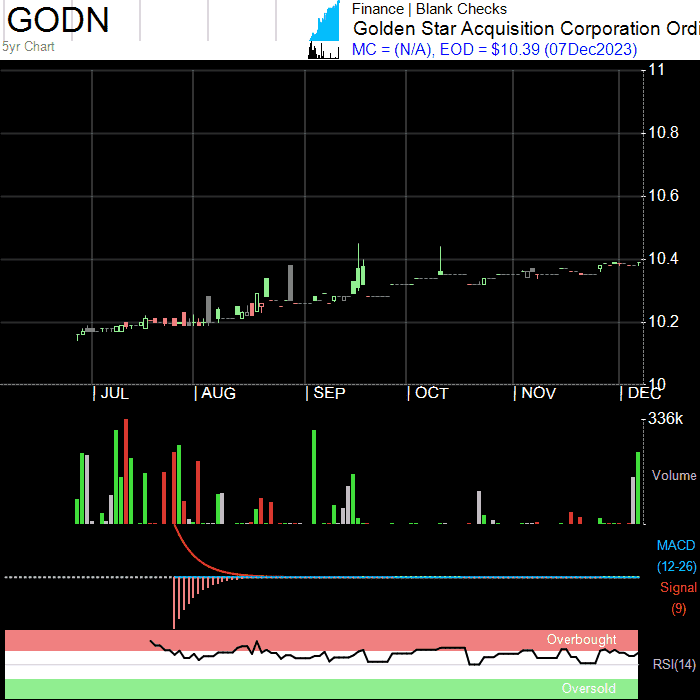 GODN
5yr Chart
Finance | Blank Checks
Golden Star Acquisition Corporation Ordi
MC = (N/A), EOD = $10.39 (07Dec2023)
11
10.8
10.6
10.4
10.2
10
| JUL | AUG | SEP | OCT | NOV | DEC
336k
Volume
MACD
(12-26)
Signal
(9)
Overbought
RSI(14)
Oversold